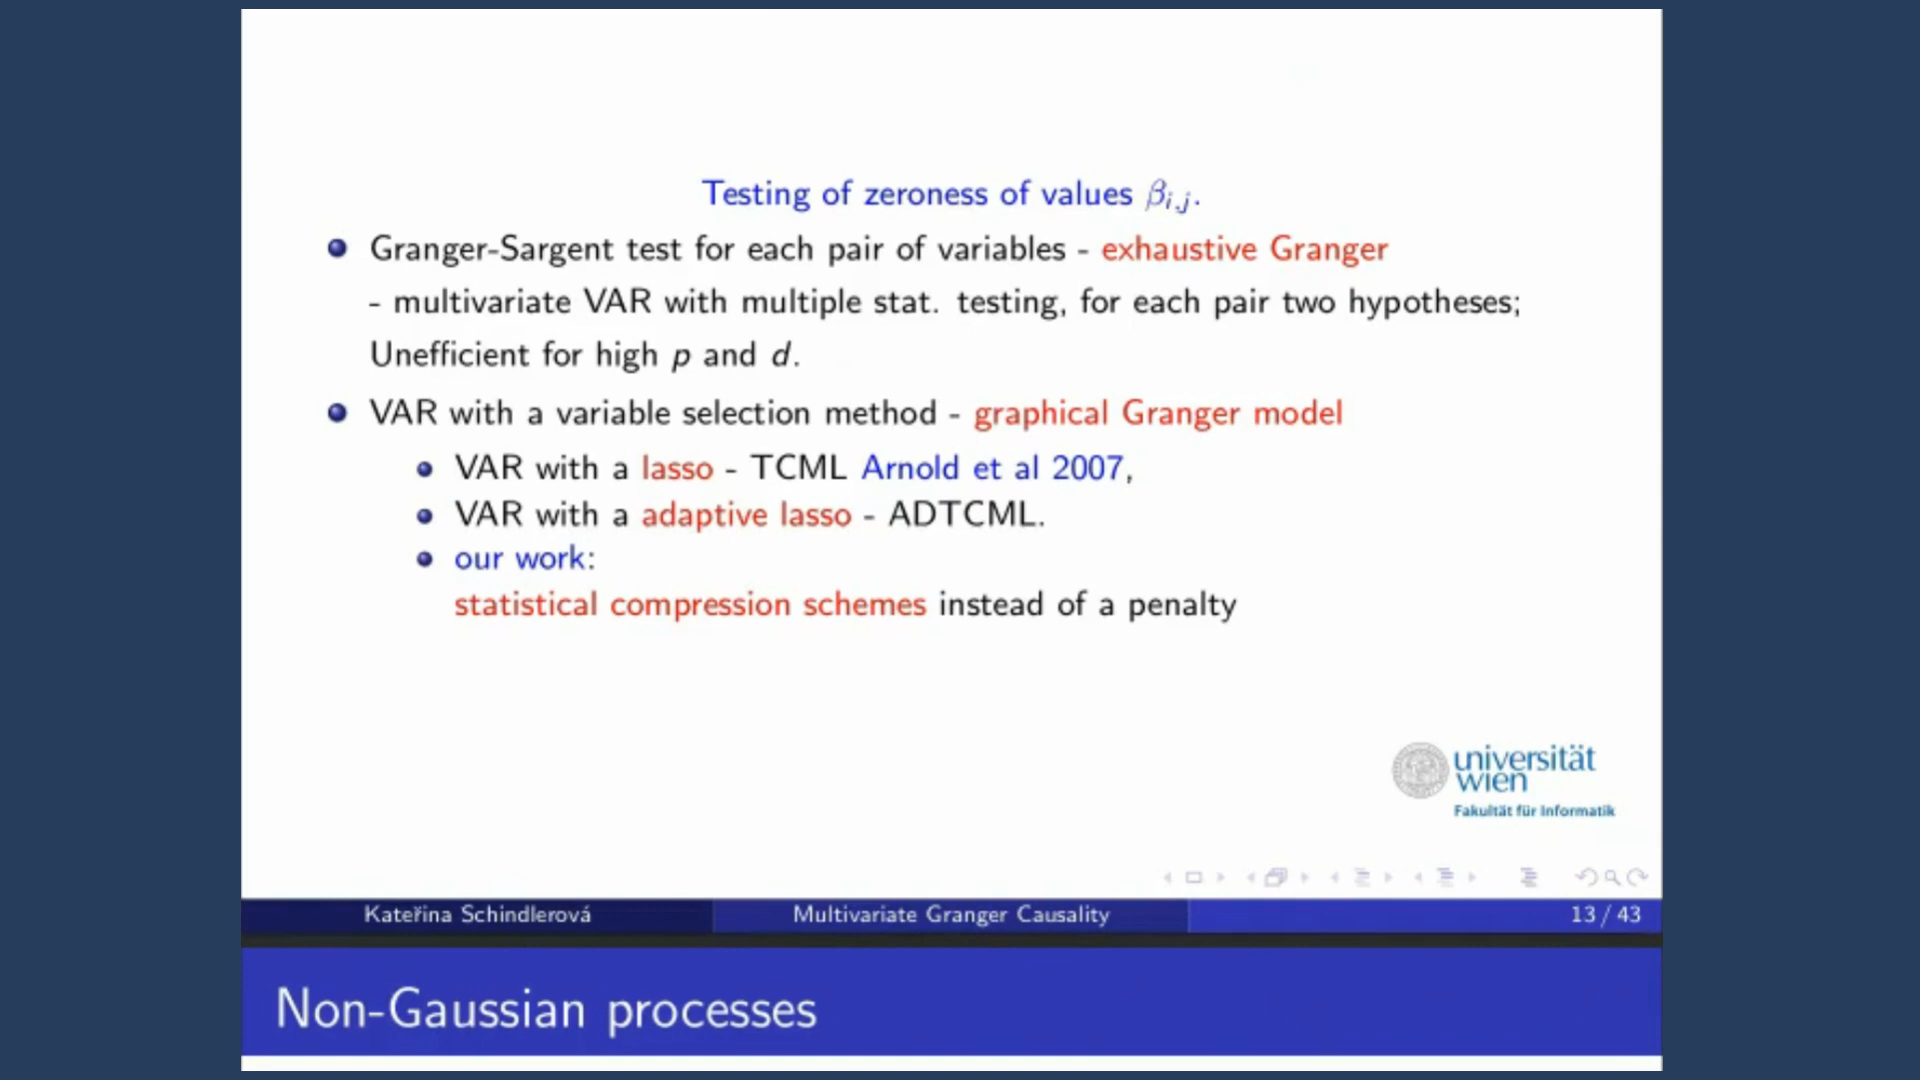 Testing of zeroness of values β_{i,j}.
Granger-Sargent test for each pair of variables - exhaustive Granger
- multivariate VAR with multiple stat. testing, for each pair two hypotheses;
Unefficient for high p and d.
VAR with a variable selection method - graphical Granger model
VAR with a lasso - TCML Arnold et al 2007,
VAR with a adaptive lasso - ADTCML.
our work:
statistical compression schemes instead of a penalty
universität
wien
Fakultät für Informatik
Kateřina Schindlerová
Multivariate Granger Causality
13 / 43
Non-Gaussian processes